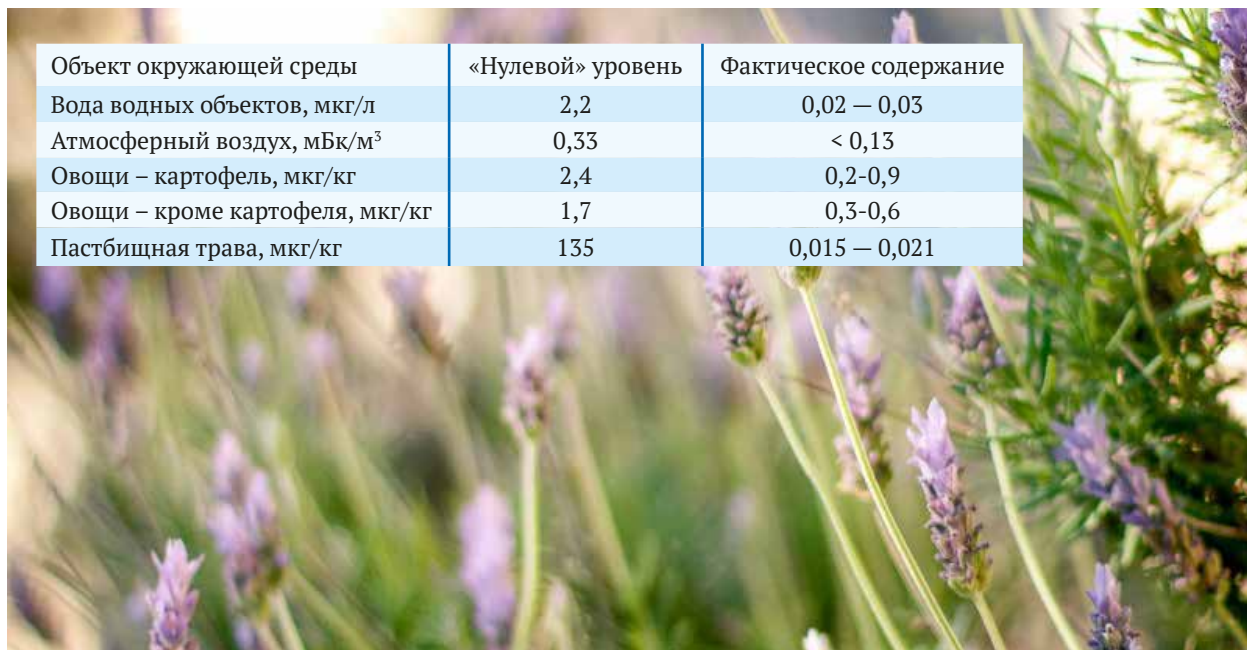 Объект окружающей среды «Нулевой» уровень Фактическое содержание
Вода водных объектов, мкг/л 2,2 0,02 — 0,03
Атмосферный воздух, мБк/м³ 0,33 < 0,13
Овощи – картофель, мкг/кг 2,4 0,2-0,9
Овощи – кроме картофеля, мкг/кг 1,7 0,3-0,6
Пастбищная трава, мкг/кг 135 0,015 — 0,021